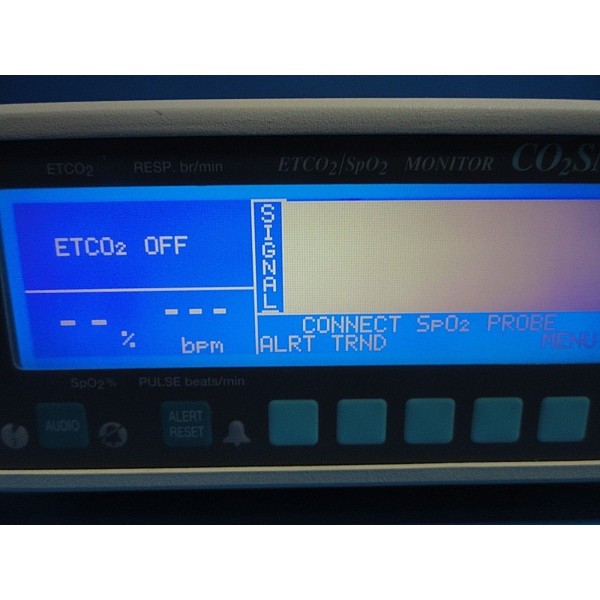 ETCO₂ RESP. br/min ETCO₂/SpO₂ MONITOR
ETCO₂ OFF
SIGNAL
-- % --- bpm
CONNECT SpO₂ PROBE
ALRT TRND MENU
SpO₂% PULSE beats/min
AUDIO
ALERT
RESET